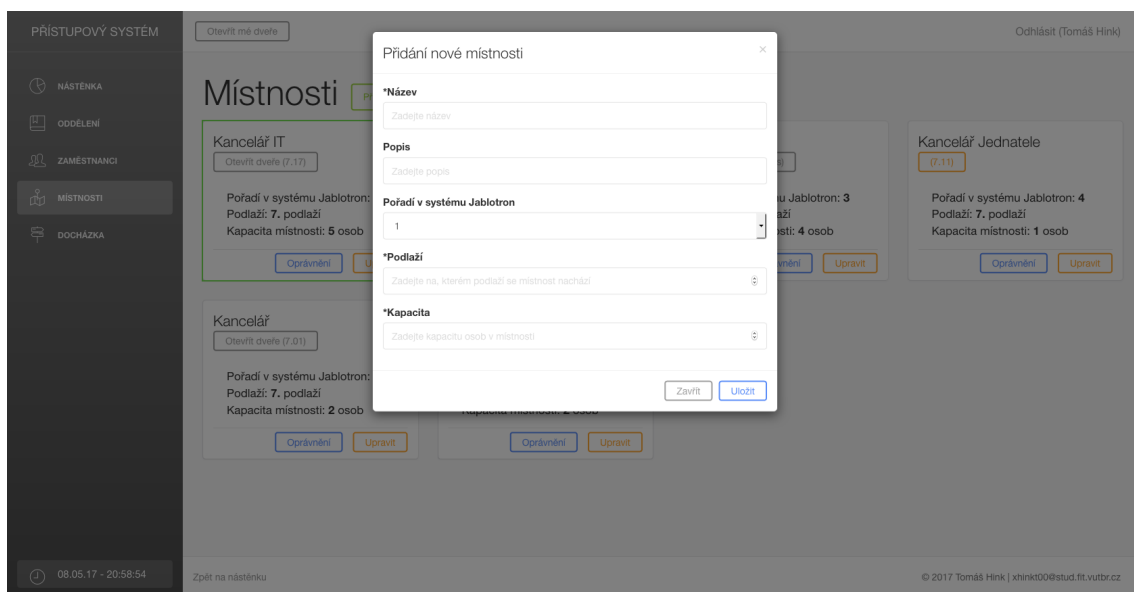 PŘÍSTUPOVÝ SYSTÉM
NÁSTĚNKA
ODDĚLENÍ
ZAMĚSTNANCI
MÍSTNOSTI
DOCHÁZKA
08.05.17 - 20:58:54
Otevřít mé dveře
Odhlásit (Tomáš Hink)
Místnosti
Kancelář IT
Otevřít dveře (7.17)
Pořadí v systému Jablotron:
Podlaží: 7. podlaží
Kapacita místnosti: 5 osob
Oprávnění
Jablotron: 3
4 osob
Upravit
Kancelář Jednatele
(7.11)
Pořadí v systému Jablotron: 4
Podlaží: 7. podlaží
Kapacita místnosti: 1 osob
Oprávnění Upravit
Kancelář
Otevřít dveře (7.01)
Pořadí v systému Jablotron:
Podlaží: 7. podlaží
Kapacita místnosti: 2 osob
Oprávnění Upravit
Kapacita místnosti: 2 osob
Oprávnění Upravit
Přidání nové místnosti ×
*Název
Zadejte název
Popis
Zadejte popis
Pořadí v systému Jablotron
1
*Podlaží
Zadejte na, kterém podlaží se místnost nachází
*Kapacita
Zadejte kapacitu osob v místnosti
Zavřít Uložit
Zpět na nástěnku
© 2017 Tomáš Hink | xhinkt00@stud.fit.vutbr.cz